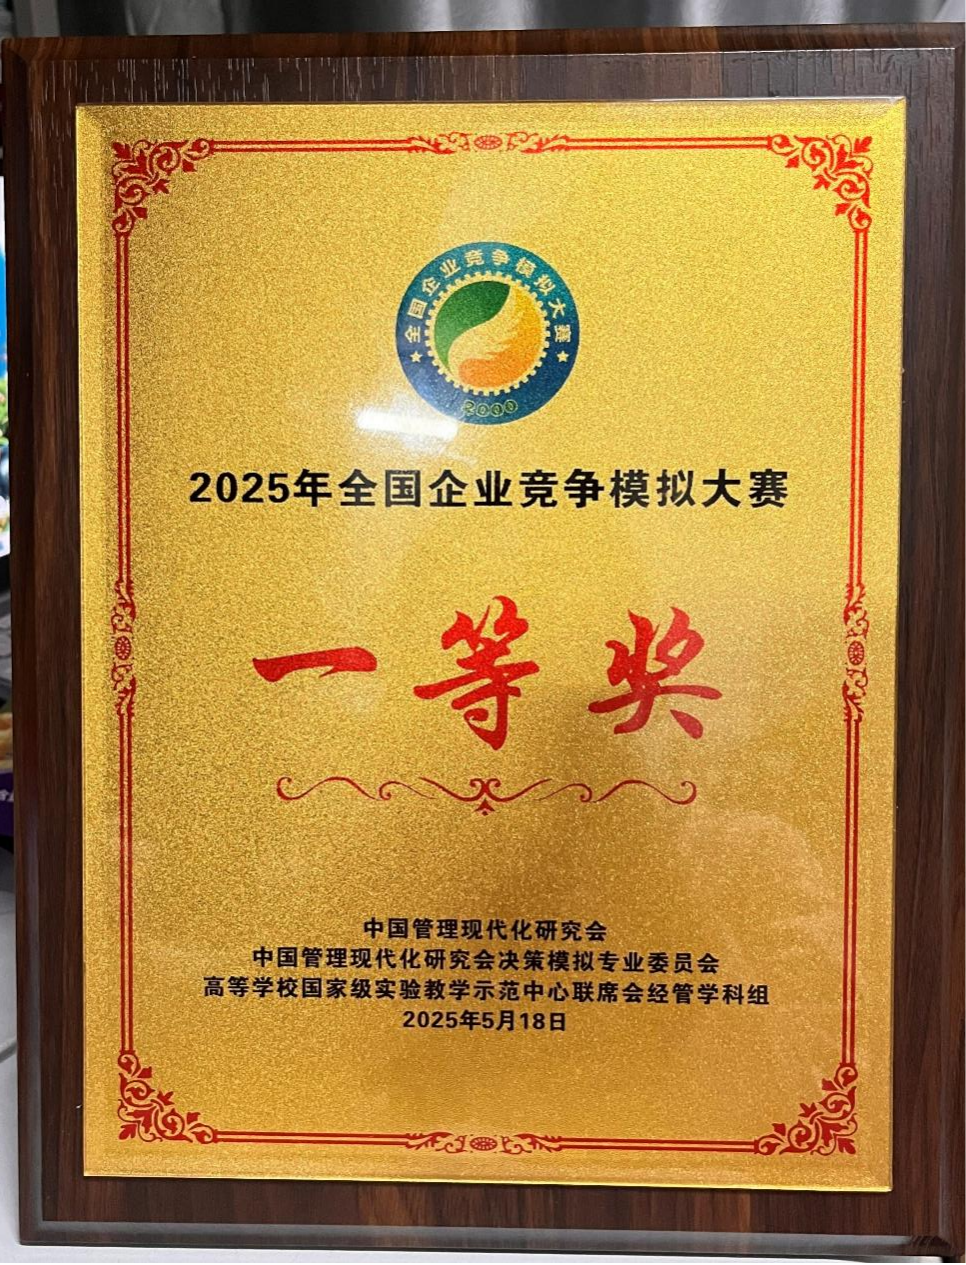 全国企业竞争模拟大赛
2000
2025年全国企业竞争模拟大赛
一等奖
中国管理现代化研究会
中国管理现代化研究会决策模拟专业委员会
高等学校国家级实验教学示范中心联席会经管学科组
2025年5月18日